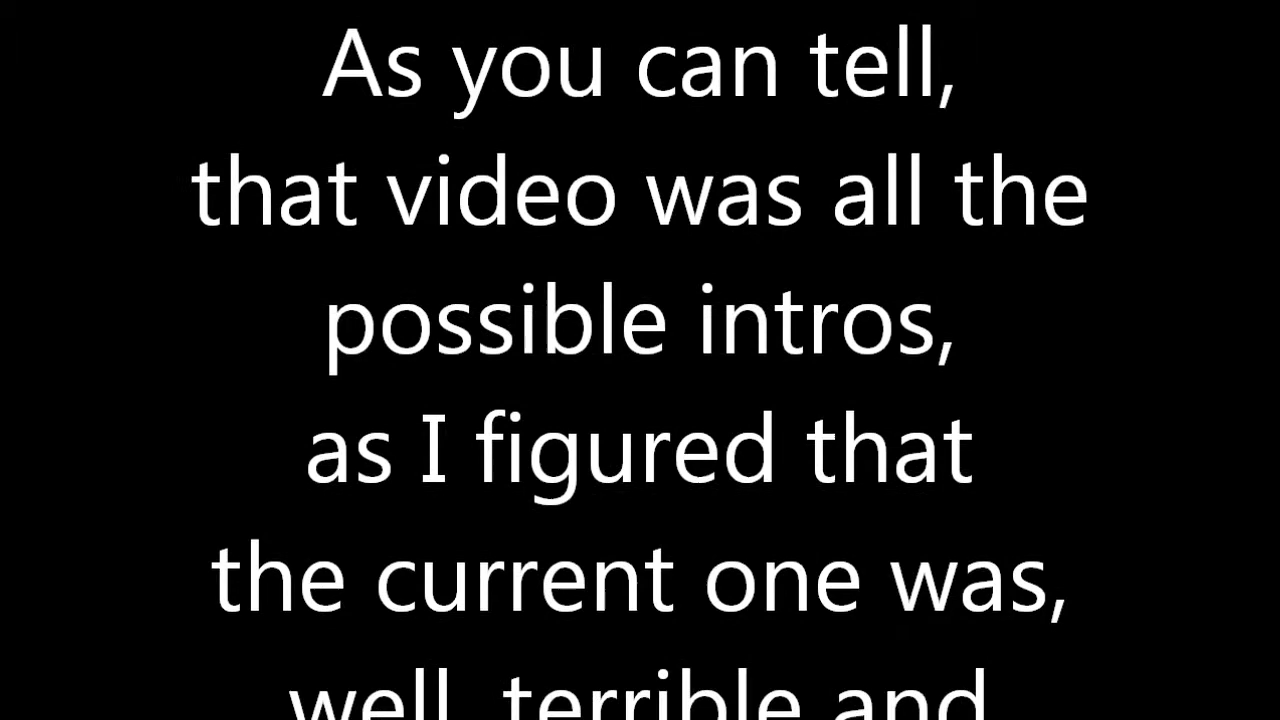 As you can tell,
that video was all the
possible intros,
as I figured that
the current one was,
well, terrible and